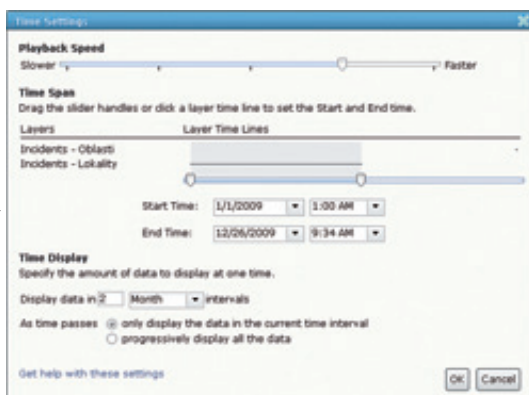 Time Settings
Playback Speed
Slower Faster
Time Span
Drag the slider handles or click a layer time line to set the Start and End time.
Layers Layer Time Lines
Incidents - Oblasti
Incidents - Lokality
Start Time: 1/1/2009 1:00 AM
End Time: 12/26/2009 9:34 AM
Time Display
Specify the amount of data to display at one time.
Display data in 2 Month intervals
As time passes only display the data in the current time interval
progressively display all the data
Get help with these settings
OK Cancel